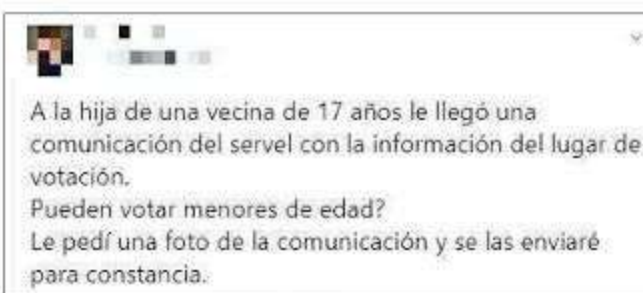 A la hija de una vecina de 17 años le llegó una
comunicación del servel con la información del lugar de
votación.
Pueden votar menores de edad?
Le pedí una foto de la comunicación y se las enviaré
para constancia.